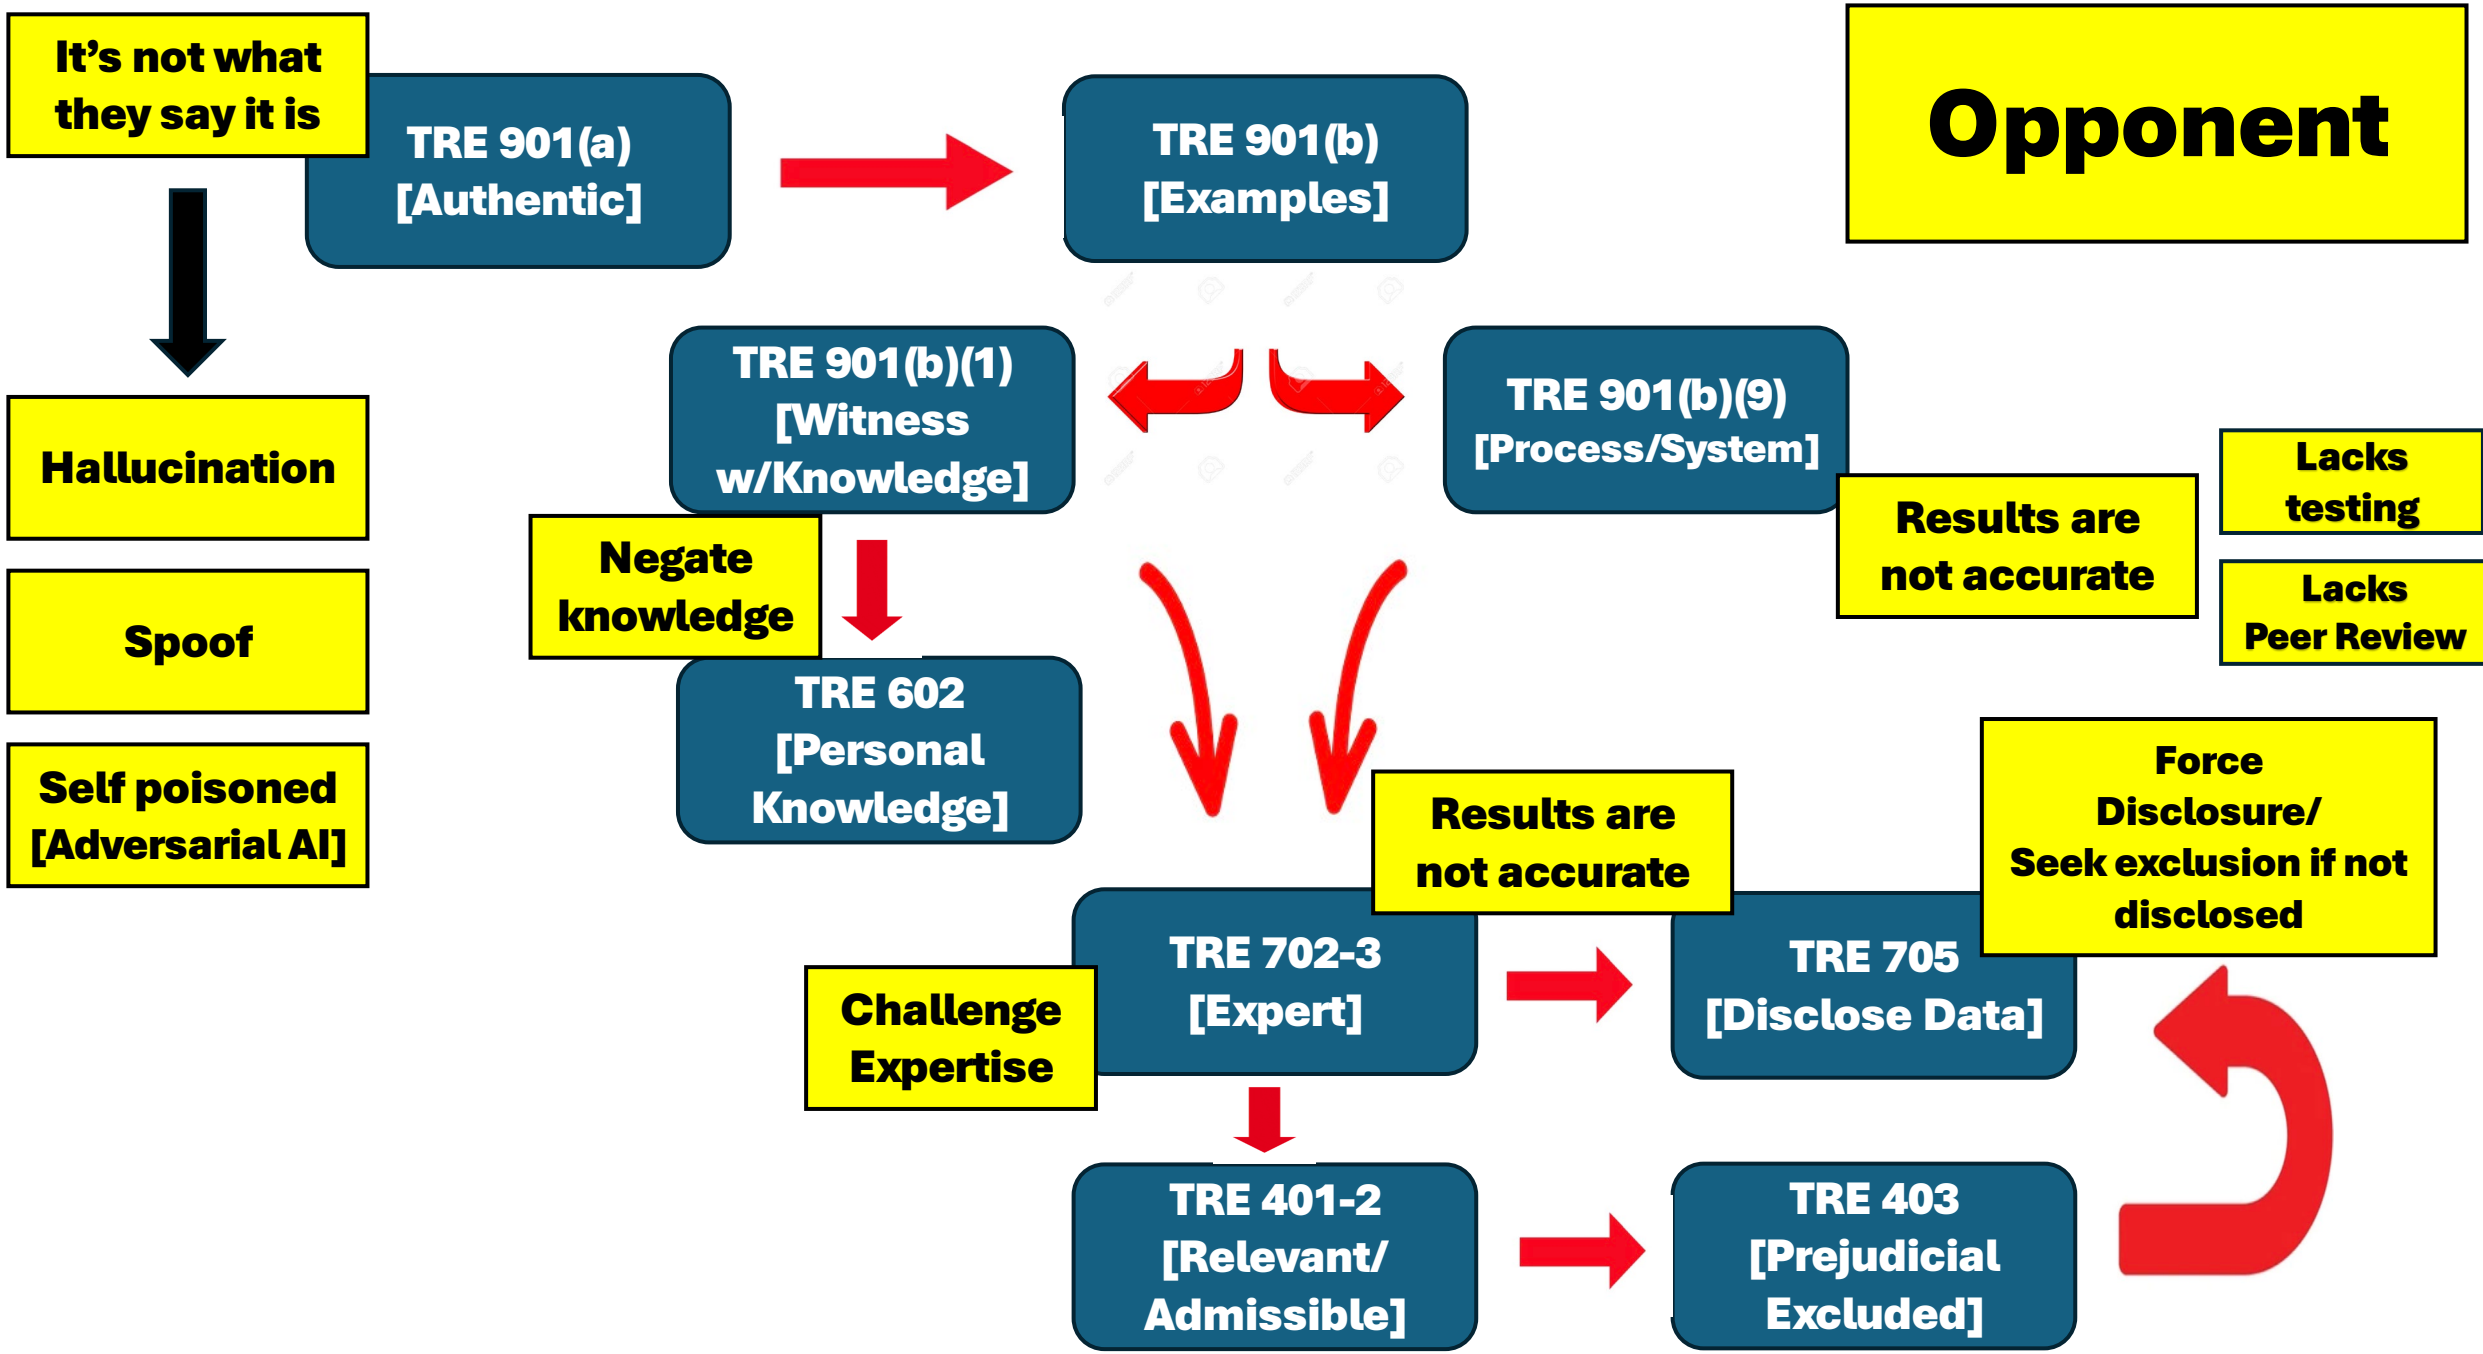 It's not what
they say it is
TRE 901(a)
[Authentic]
TRE 901(b)
[Examples]
Opponent
TRE 901(b)(1)
[Witness
w/Knowledge]
TRE 901(b)(9)
[Process/System]
Hallucination
Spoof
Self poisoned
[Adversarial AI]
Negate
knowledge
Results are
not accurate
Lacks
testing
Lacks
Peer Review
TRE 602
[Personal
Knowledge]
Results are
not accurate
Force
Disclosure/
Seek exclusion if not
disclosed
Challenge
Expertise
TRE 702-3
[Expert]
TRE 705
[Disclose Data]
TRE 401-2
[Relevant/
Admissible]
TRE 403
[Prejudicial
Excluded]